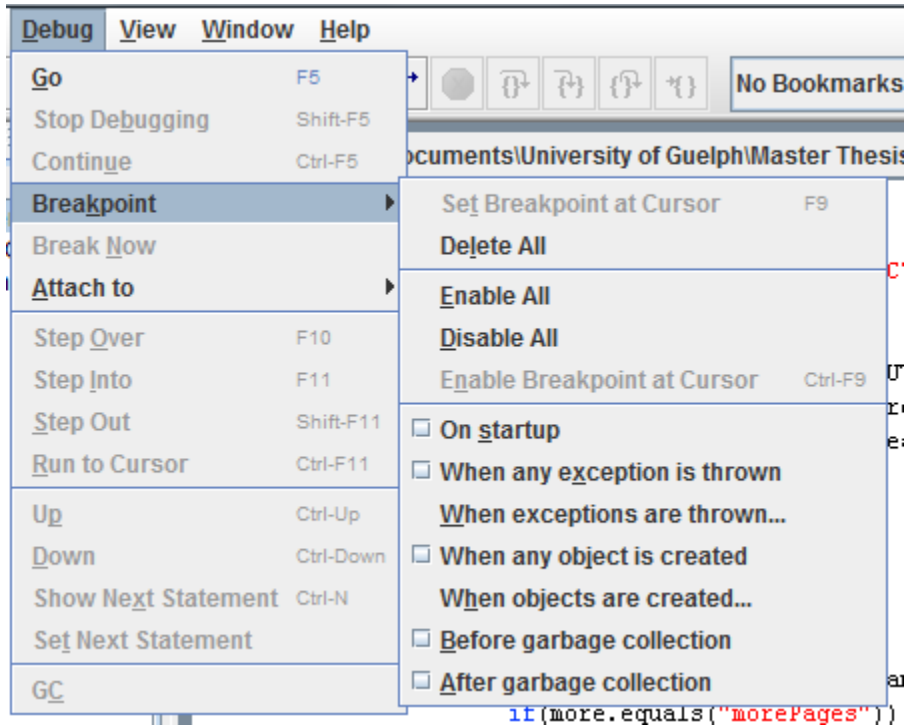 Debug View Window Help
Go F5
Stop Debugging Shift-F5
Continue Ctrl-F5
Breakpoint
Break Now
Attach to
Step Over F10
Step Into F11
Step Out Shift-F11
Run to Cursor Ctrl-F11
Up Ctrl-Up
Down Ctrl-Down
Show Next Statement Ctrl-N
Set Next Statement
GC
No Bookmarks
ocuments\University of Guelph\Master Thesis
Set Breakpoint at Cursor F9
Delete All
Enable All
Disable All
Enable Breakpoint at Cursor Ctrl-F9
On startup
When any exception is thrown
When exceptions are thrown...
When any object is created
When objects are created...
Before garbage collection
After garbage collection
if(more.equals("morePages"))